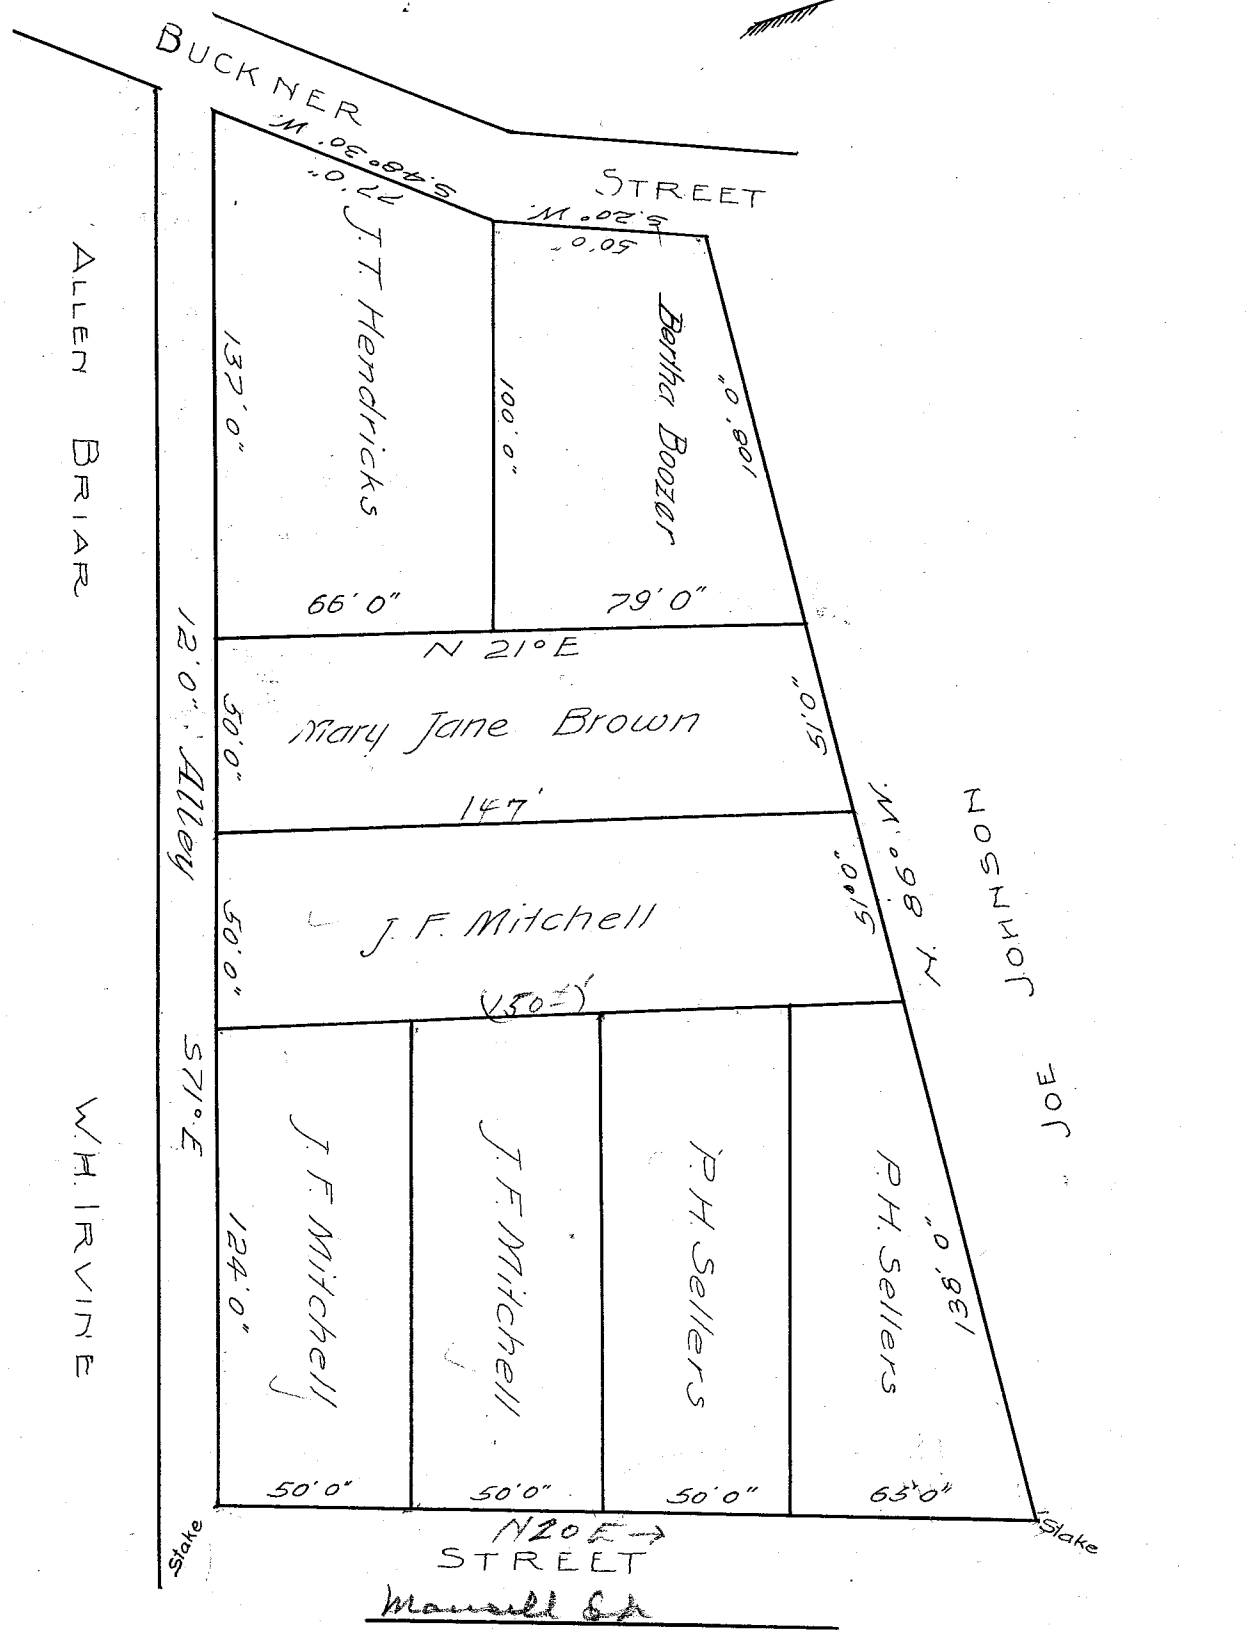 BUCKNER
STREET
S.48°30' W.
77'0"
S.20° W.
50'0"
J.T. Hendricks
137'0"
100'0"
Bertha Boozer
108'0"
66'0"
79'0"
N 21° E
ALLEN BRIAR
12'0" Alley
50'0"
Mary Jane Brown
51'0"
147'
50'0"
J. F. Mitchell
51'0"
N. 86° W.
JOE JOHNSON
(150±)'
S71° E
W.H. IRVINE
124'0"
J. F. Mitchell
J. F. Mitchell
P.H. Sellers
P.H. Sellers
138'0"
50'0"
50'0"
50'0"
65'0"
Stake
Stake
N20 E →
STREET